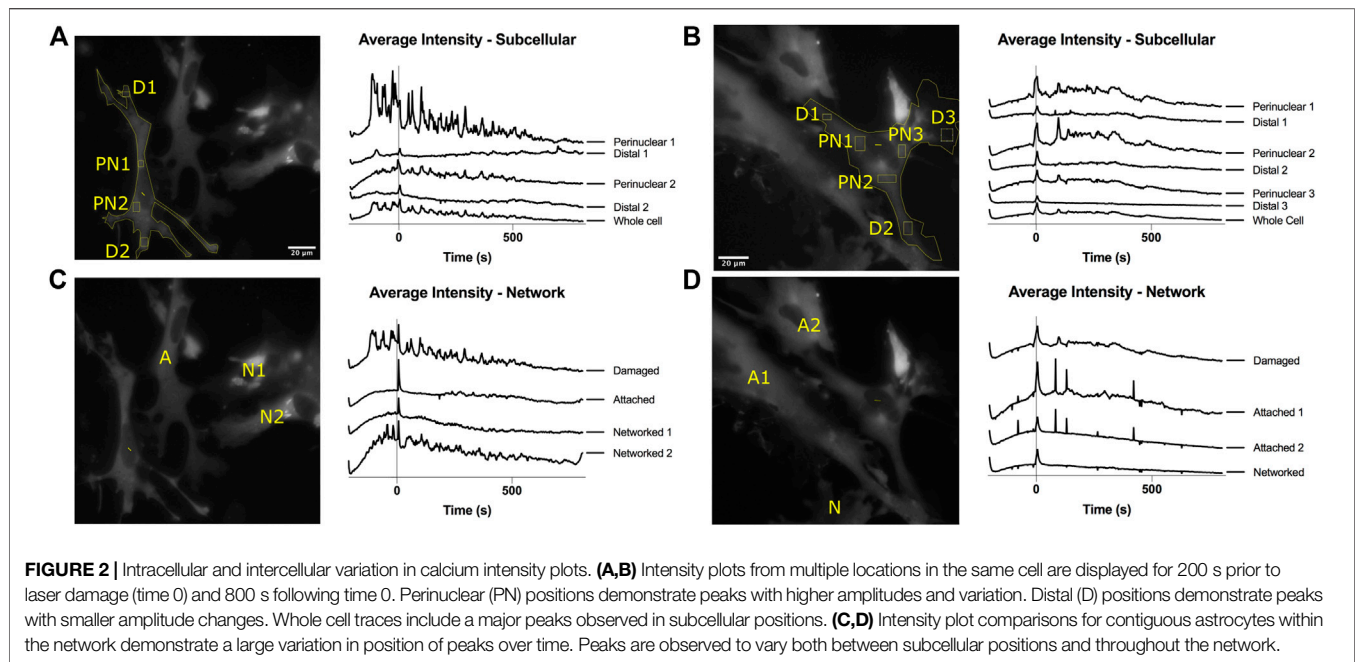 A
D1
PN1
PN2
D2
20 µm
Average Intensity - Subcellular
Perinuclear 1
Distal 1
Perinuclear 2
Distal 2
Whole cell
0
500
Time (s)
B
D1
PN1
PN3
D3
PN2
D2
20 µm
Average Intensity - Subcellular
Perinuclear 1
Distal 1
Perinuclear 2
Distal 2
Perinuclear 3
Distal 3
Whole Cell
0
500
Time (s)
C
A
N1
N2
Average Intensity - Network
Damaged
Attached
Networked 1
Networked 2
0
500
Time (s)
D
A2
A1
N
Average Intensity - Network
Damaged
Attached 1
Attached 2
Networked
0
500
Time (s)
FIGURE 2 | Intracellular and intercellular variation in calcium intensity plots. (A,B) Intensity plots from multiple locations in the same cell are displayed for 200 s prior to
laser damage (time 0) and 800 s following time 0. Perinuclear (PN) positions demonstrate peaks with higher amplitudes and variation. Distal (D) positions demonstrate peaks
with smaller amplitude changes. Whole cell traces include a major peaks observed in subcellular positions. (C,D) Intensity plot comparisons for contiguous astrocytes within
the network demonstrate a large variation in position of peaks over time. Peaks are observed to vary both between subcellular positions and throughout the network.